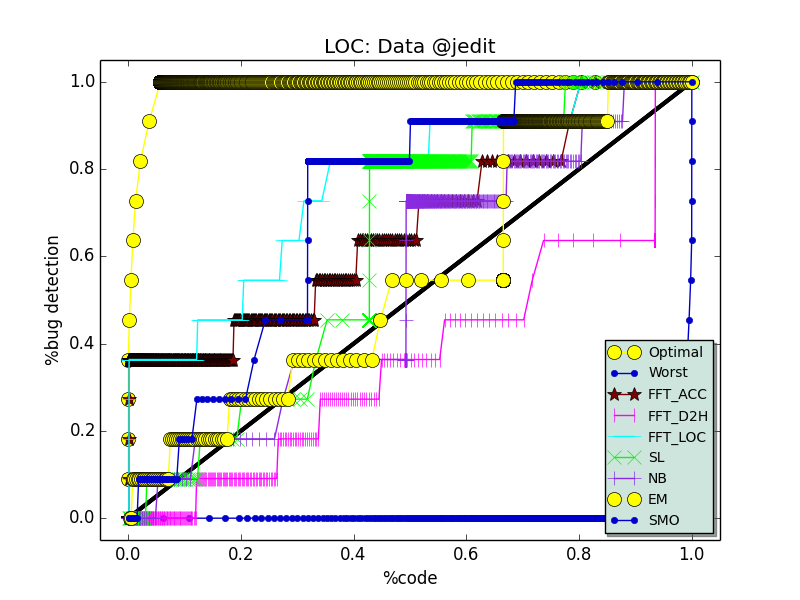 LOC: Data @jedit
%bug detection
1.0
0.8
0.6
0.4
0.2
0.0
0.0 0.2 0.4 0.6 0.8 1.0
%code
Optimal
Worst
FFT_ACC
FFT_D2H
FFT_LOC
SL
NB
EM
SMO